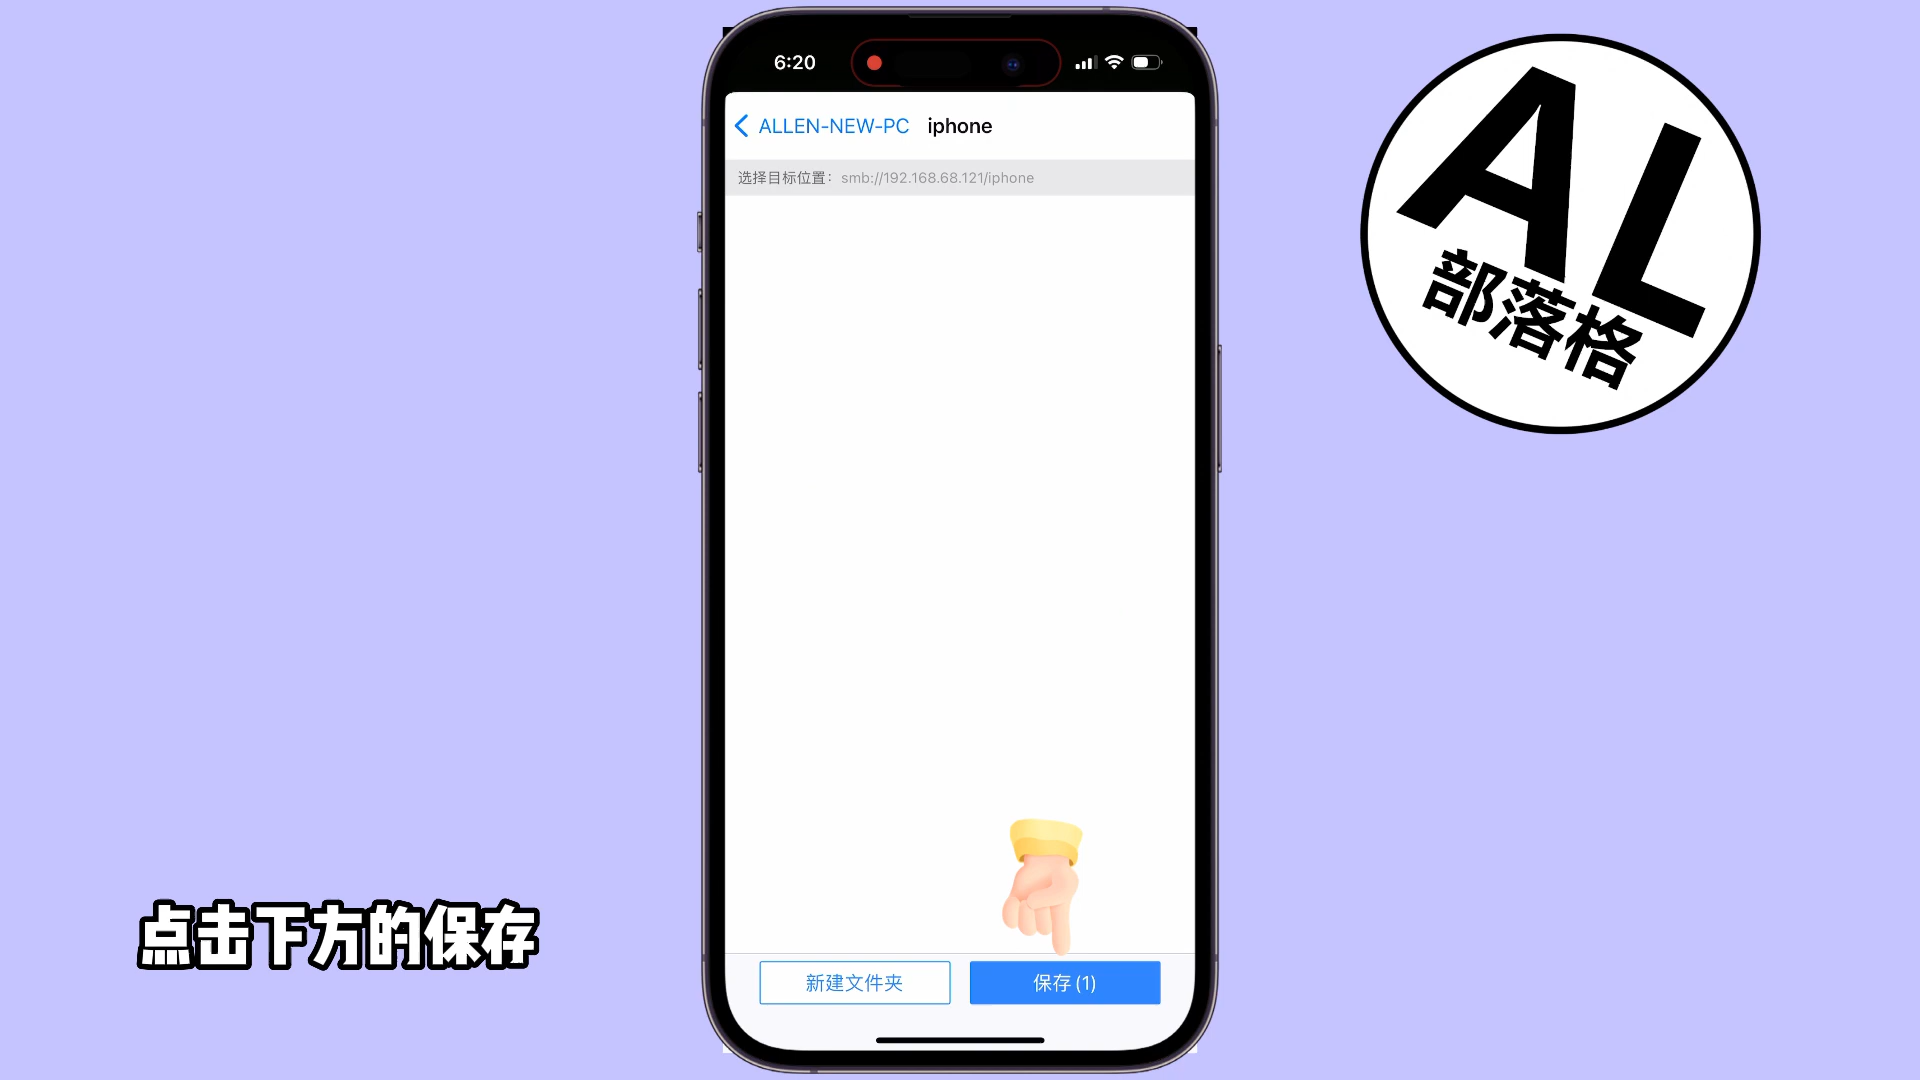 6:20
ALLEN-NEW-PC iphone
选择目标位置: smb://192.168.68.121/iphone
AL
部落格
点击下方的保存
新建文件夹
保存 (1)